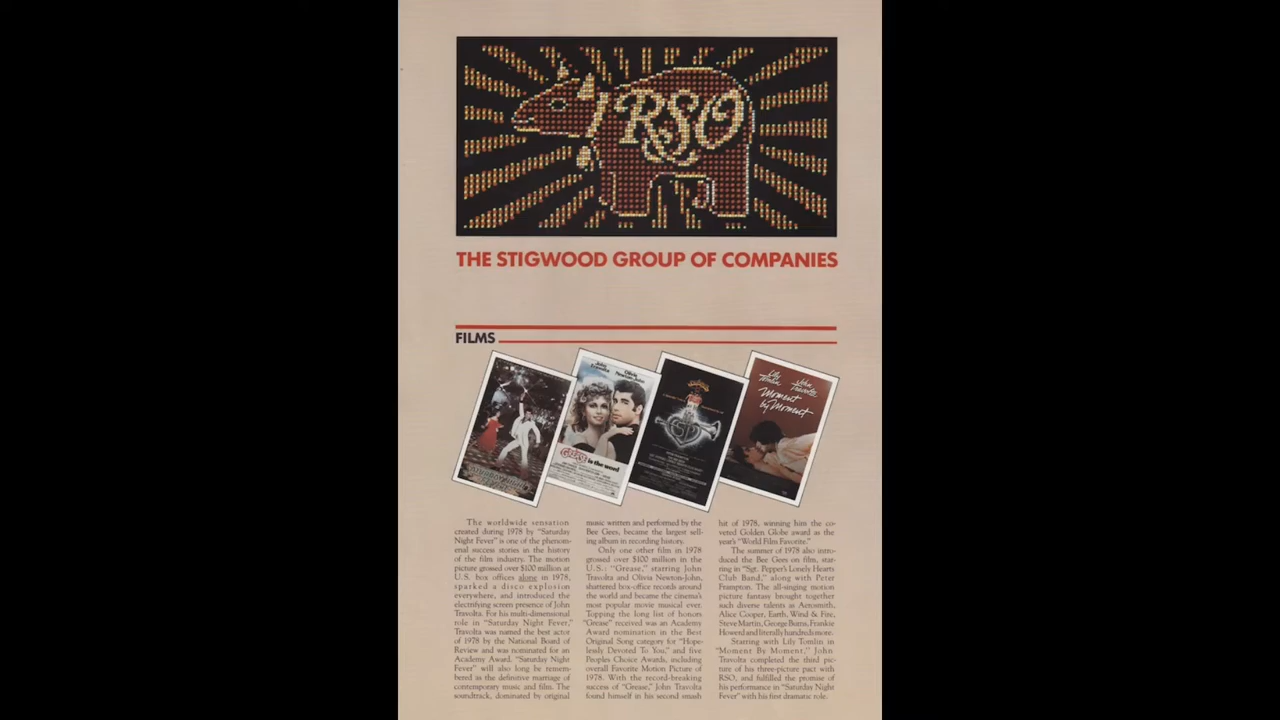 RSO
THE STIGWOOD GROUP OF COMPANIES
FILMS
John
Travolta
Olivia
Newton-John
GREASE is the word
Lily
Tomlin
John
Travolta
Moment
by Moment
The worldwide sensation
created during 1978 by "Saturday
Night Fever" is one of the phenom-
enal success stories in the history
of the film industry. The motion
picture grossed over $100 million at
U.S. box offices alone in 1978,
sparked a disco explosion
everywhere, and introduced the
electrifying screen presence of John
Travolta. For his multi-dimensional
role in "Saturday Night Fever,"
Travolta was named the best actor
of 1978 by the National Board of
Review and was nominated for an
Academy Award. "Saturday Night
Fever" will also long be remem-
bered as the definitive marriage of
contemporary music and film. The
soundtrack, dominated by original
music written and performed by the
Bee Gees, became the largest sell-
ing album in recording history.
Only one other film in 1978
grossed over $100 million in the
U.S.: "Grease," starring John
Travolta and Olivia Newton-John,
shattered box-office records around
the world and became the cinema's
most popular movie musical ever.
Topping the long list of honors
"Grease" received was an Academy
Award nomination in the Best
Original Song category for "Hope-
lessly Devoted To You," and five
Peoples Choice Awards, including
overall Favorite Motion Picture of
1978. With the record-breaking
success of "Grease," John Travolta
found himself in his second smash
hit of 1978, winning him the co-
veted Golden Globe award as the
year's "World Film Favorite."
The summer of 1978 also intro-
duced the Bee Gees on film, star-
ring in "Sgt. Pepper's Lonely Hearts
Club Band," along with Peter
Frampton. The all-singing motion
picture fantasy brought together
such diverse talents as Aerosmith,
Alice Cooper, Earth, Wind & Fire,
Steve Martin, George Burns, Frankie
Howerd and literally hundreds more.
Starring with Lily Tomlin in
"Moment By Moment," John
Travolta completed the third pic-
ture of his three-picture pact with
RSO, and fulfilled the promise of
his performance in "Saturday Night
Fever" with his first dramatic role.